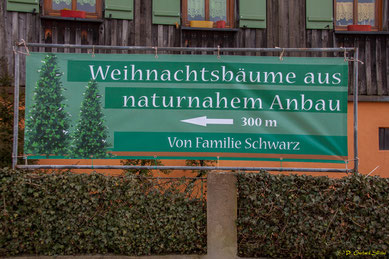 Weihnachtsbäume aus
naturnahem Anbau
300 m
Von Familie Schwarz